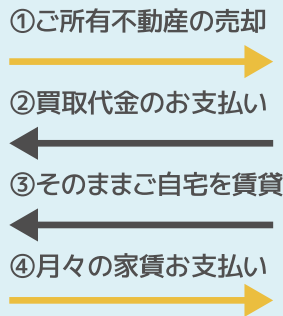 ①ご所有不動産の売却
②買取代金のお支払い
③そのままご自宅を賃貸
④月々の家賃お支払い